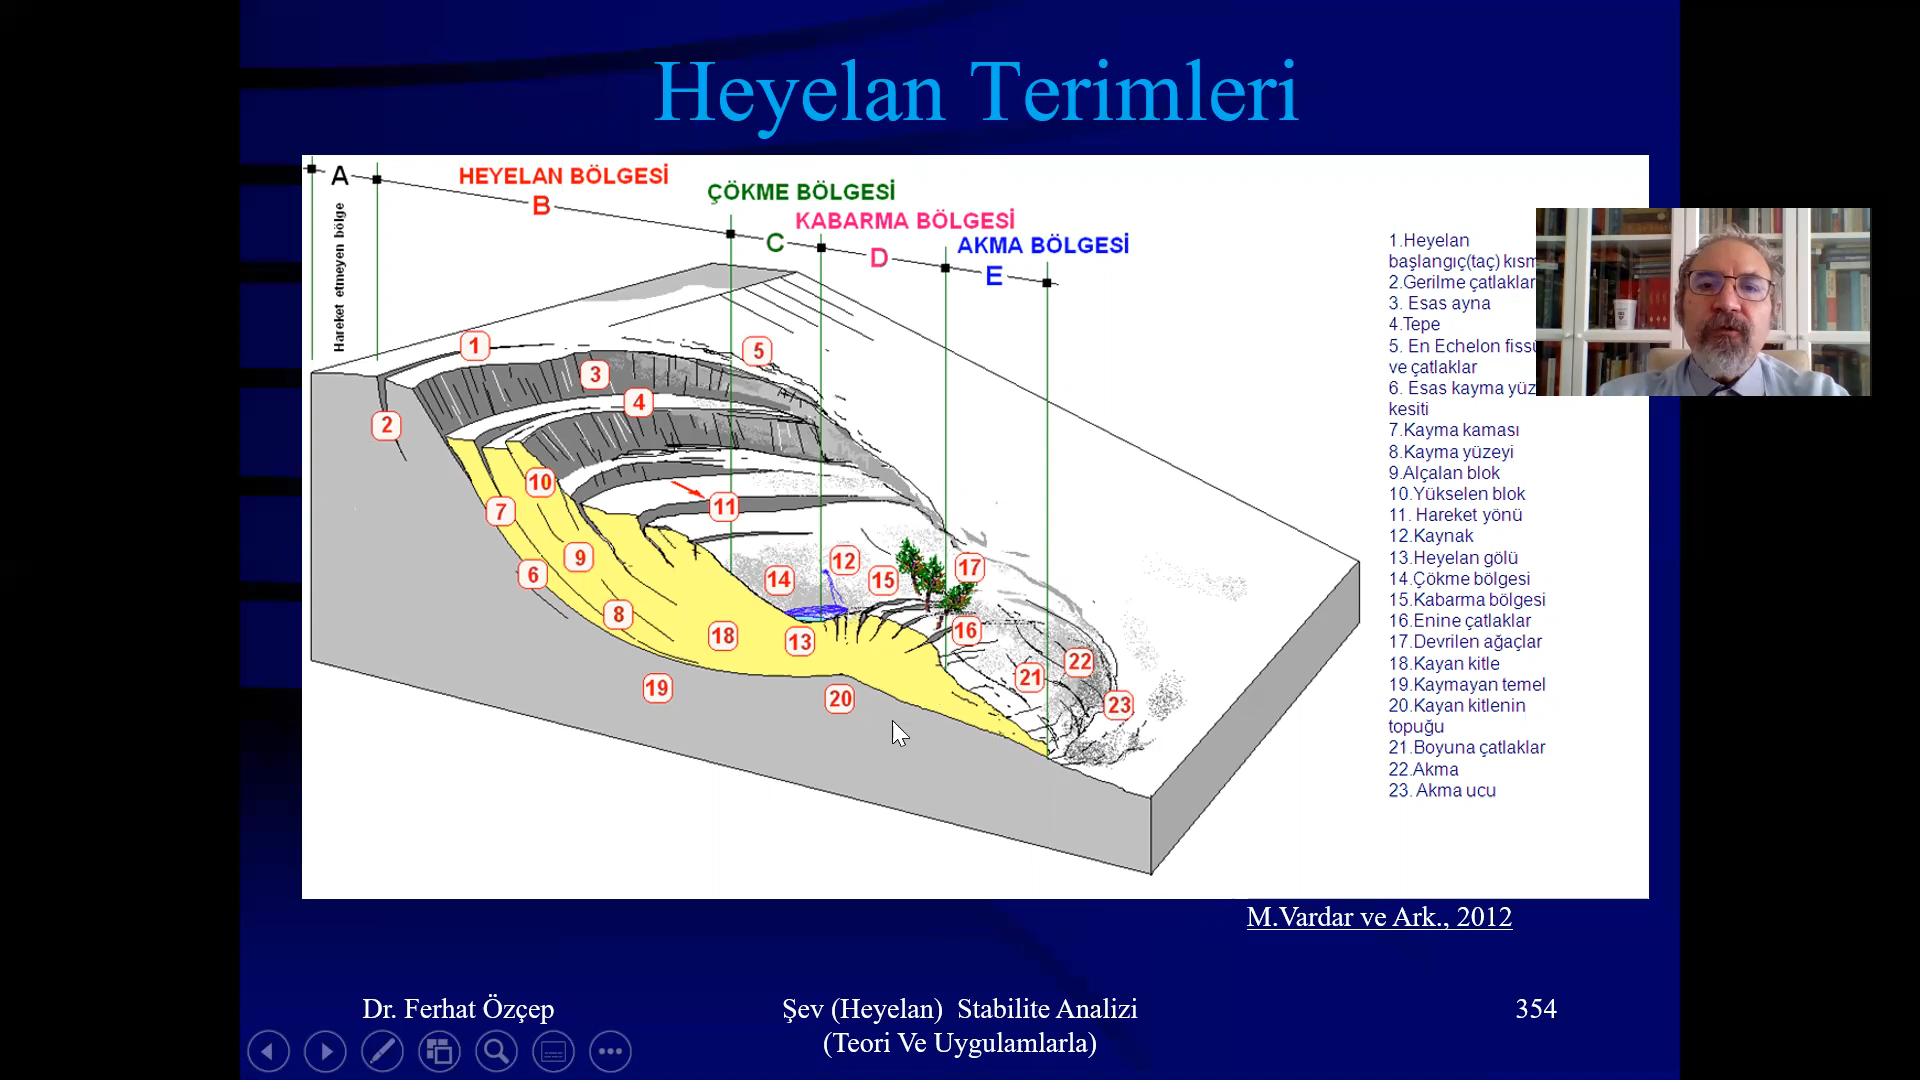 Heyelan Terimleri
A
HEYELAN BÖLGESİ
B
ÇÖKME BÖLGESİ
C
KABARMA BÖLGESİ
D
AKMA BÖLGESİ
E
Hareket etmeyen bölge
1
2
3
4
5
6
7
8
9
10
11
12
13
14
15
16
17
18
19
20
21
22
23
1.Heyelan
başlangıç(taç) kısm
2.Gerilme çatlaklar
3. Esas ayna
4.Tepe
5. En Echelon fissü
ve çatlaklar
6. Esas kayma yüz
kesiti
7.Kayma kaması
8.Kayma yüzeyi
9.Alçalan blok
10.Yükselen blok
11. Hareket yönü
12.Kaynak
13.Heyelan gölü
14.Çökme bölgesi
15.Kabarma bölgesi
16.Enine çatlaklar
17.Devrilen ağaçlar
18.Kayan kitle
19.Kaymayan temel
20.Kayan kitlenin
topuğu
21.Boyuna çatlaklar
22.Akma
23. Akma ucu
M.Vardar ve Ark., 2012
Dr. Ferhat Özçep
Şev (Heyelan) Stabilite Analizi
(Teori Ve Uygulamlarla)
354